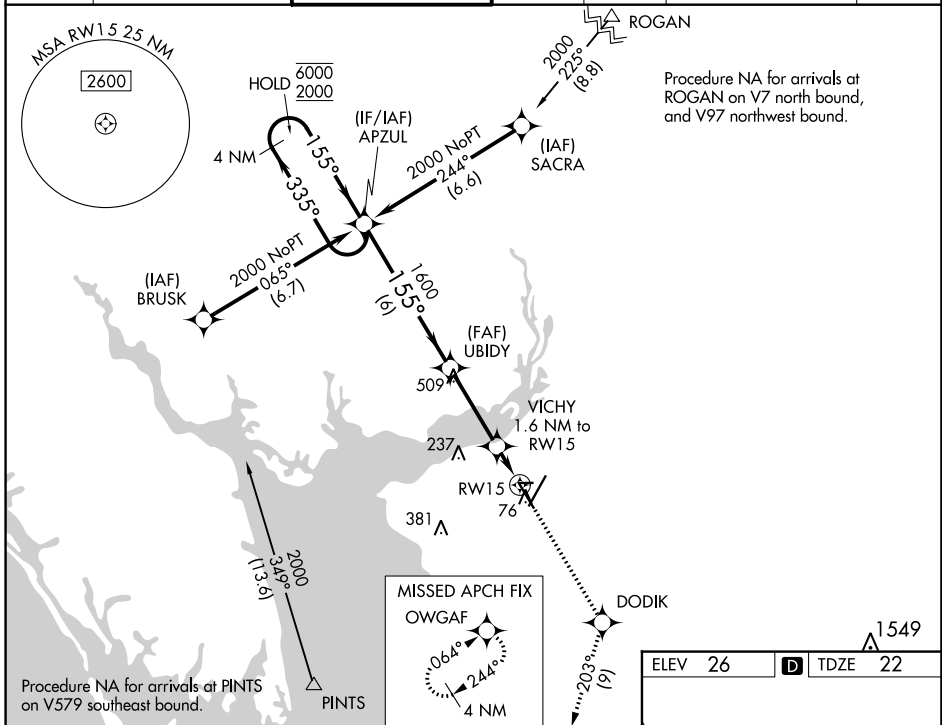 MSA RW15 25 NM
2600
ROGAN
2000
225°
(8.8)
Procedure NA for arrivals at
ROGAN on V7 north bound,
and V97 northwest bound.
HOLD 6000
2000
(IF/IAF)
APZUL
4 NM
155°
335°
2000 NoPT
244°
(6.6)
(IAF)
SACRA
2000 NoPT
065°
(6.7)
(IAF)
BRUSK
1600
155°
(6)
(FAF)
UBIDY
509
VICHY
1.6 NM to
RW15
237
RW15
76
381
2000
349°
(13.6)
MISSED APCH FIX
OWGAF
064°
244°
4 NM
DODIK
203°
(9)
1549
ELEV 26 D TDZE 22
Procedure NA for arrivals at PINTS
on V579 southeast bound.
PINTS